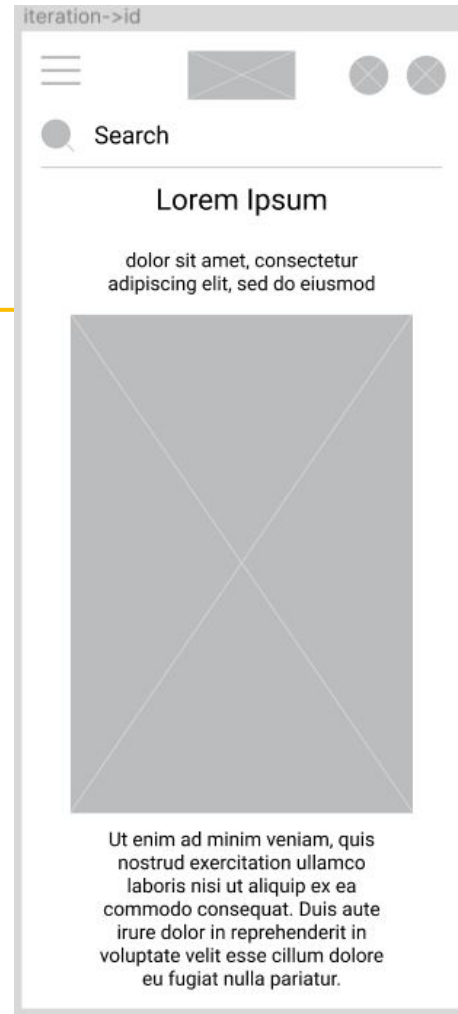 iteration->id
Search
Lorem Ipsum
dolor sit amet, consectetur
adipiscing elit, sed do eiusmod
Ut enim ad minim veniam, quis
nostrud exercitation ullamco
laboris nisi ut aliquip ex ea
commodo consequat. Duis aute
irure dolor in reprehenderit in
voluptate velit esse cillum dolore
eu fugiat nulla pariatur.